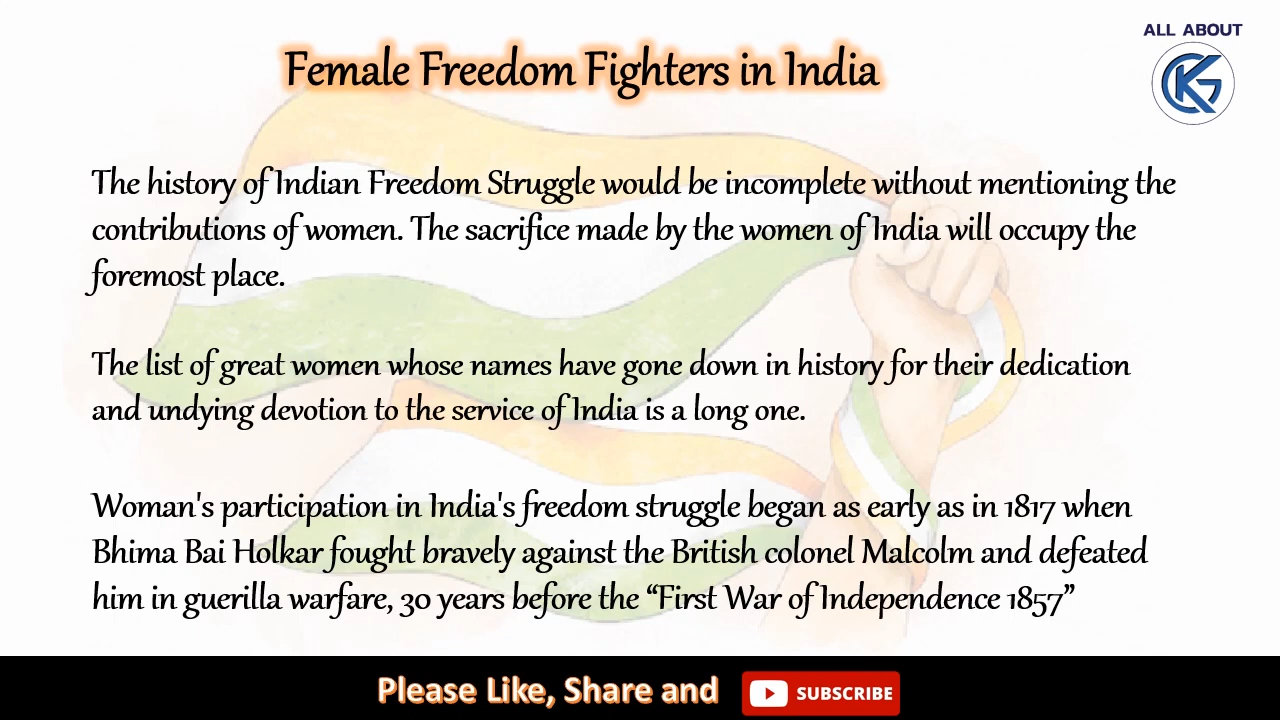 ALL ABOUT
GK
Female Freedom Fighters in India
The history of Indian Freedom Struggle would be incomplete without mentioning the
contributions of women. The sacrifice made by the women of India will occupy the
foremost place.
The list of great women whose names have gone down in history for their dedication
and undying devotion to the service of India is a long one.
Woman's participation in India's freedom struggle began as early as in 1817 when
Bhima Bai Holkar fought bravely against the British colonel Malcolm and defeated
him in guerilla warfare, 30 years before the “First War of Independence 1857”
Please Like, Share and SUBSCRIBE